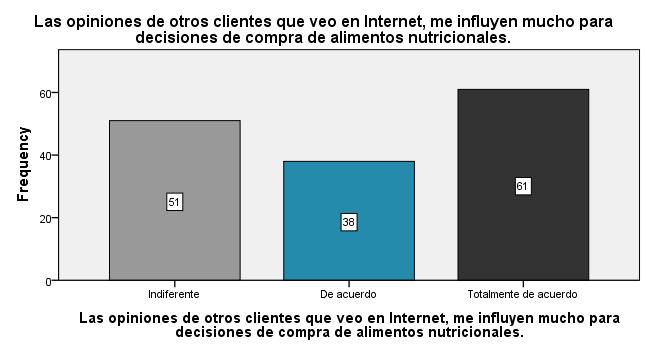 Las opiniones de otros clientes que veo en Internet, me influyen mucho para
decisiones de compra de alimentos nutricionales.
Frequency
60
40
20
0
51
38
61
Indiferente
De acuerdo
Totalmente de acuerdo
Las opiniones de otros clientes que veo en Internet, me influyen mucho para
decisiones de compra de alimentos nutricionales.